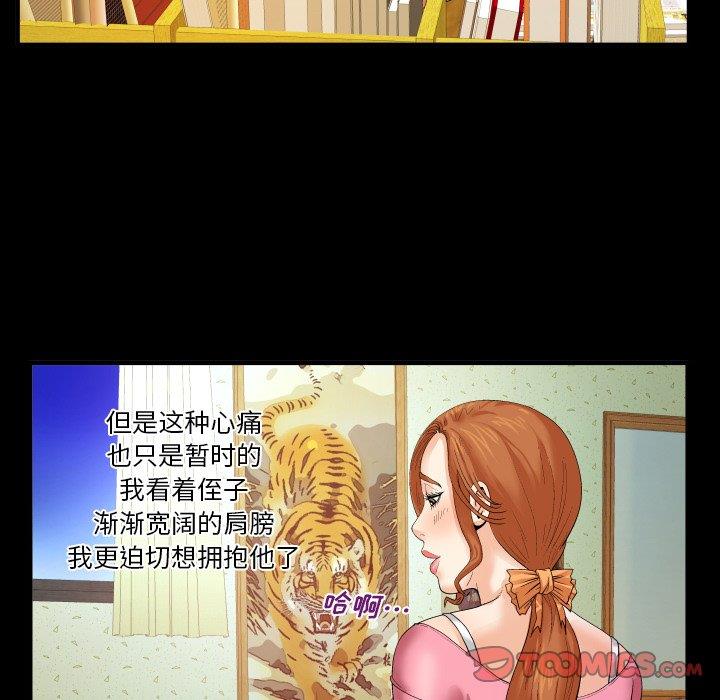 但是这种心痛
也只是暂时的
我看着侄子
渐渐宽阔的肩膀
我更迫切想拥抱他了
哈啊...
TOOMICS.COM